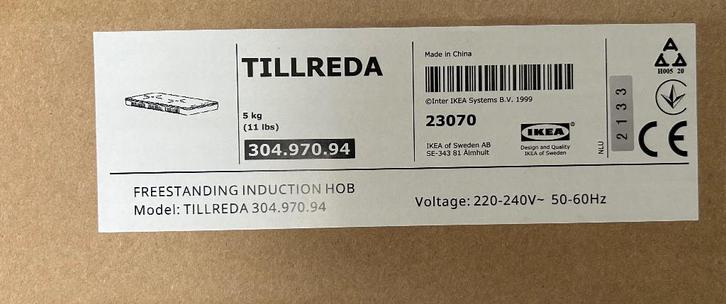 TILLREDA
5 kg
(11 lbs)
304.970.94
Made in China
©Inter IKEA Systems B.V. 1999
23070
IKEA of Sweden AB
SE-343 81 Älmhult
IKEA®
Design and Quality
IKEA of Sweden
NLU
2133
A
H005 20
CE
FREESTANDING INDUCTION HOB
Model: TILLREDA 304.970.94
Voltage: 220-240V~ 50-60Hz